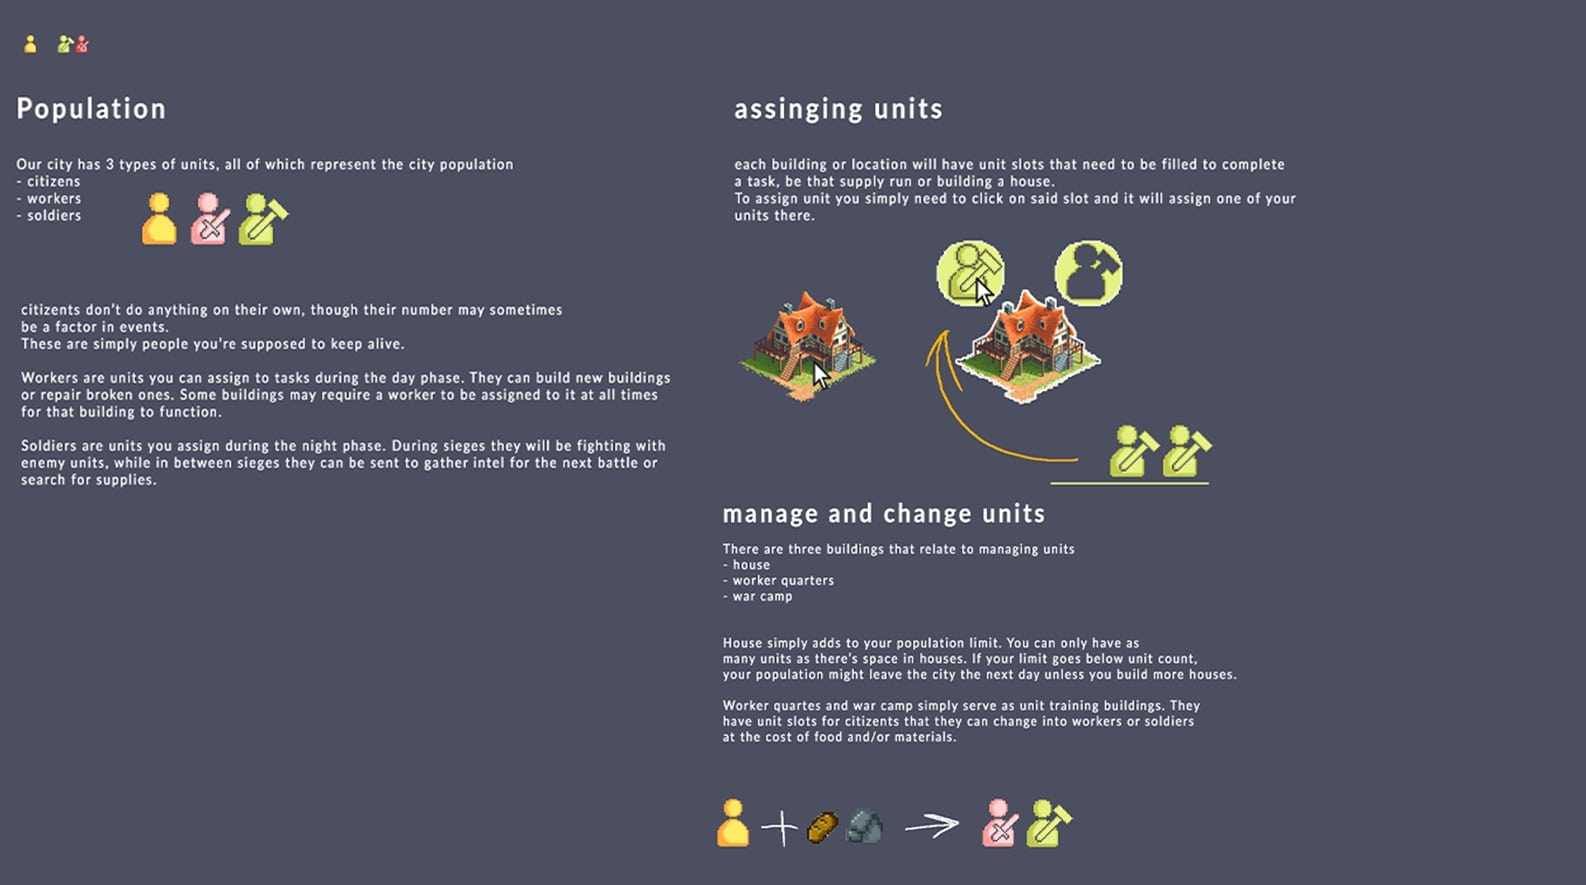 Population
Our city has 3 types of units, all of which represent the city population
- citizens
- workers
- soldiers
citizents don't do anything on their own, though their number may sometimes
be a factor in events.
These are simply people you're supposed to keep alive.
Workers are units you can assign to tasks during the day phase. They can build new buildings
or repair broken ones. Some buildings may require a worker to be assigned to it at all times
for that building to function.
Soldiers are units you assign during the night phase. During sieges they will be fighting with
enemy units, while in between sieges they can be sent to gather intel for the next battle or
search for supplies.
assinging units
each building or location will have unit slots that need to be filled to complete
a task, be that supply run or building a house.
To assign unit you simply need to click on said slot and it will assign one of your
units there.
manage and change units
There are three buildings that relate to managing units
- house
- worker quarters
- war camp
House simply adds to your population limit. You can only have as
many units as there's space in houses. If your limit goes below unit count,
your population might leave the city the next day unless you build more houses.
Worker quartes and war camp simply serve as unit training buildings. They
have unit slots for citizents that they can change into workers or soldiers
at the cost of food and/or materials.